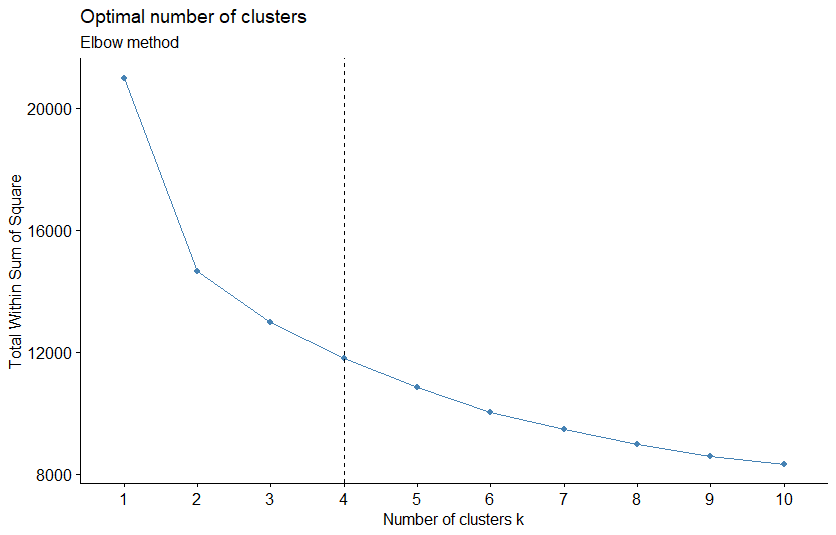 Optimal number of clusters
Elbow method
Total Within Sum of Square
20000
16000
12000
8000
1 2 3 4 5 6 7 8 9 10
Number of clusters k